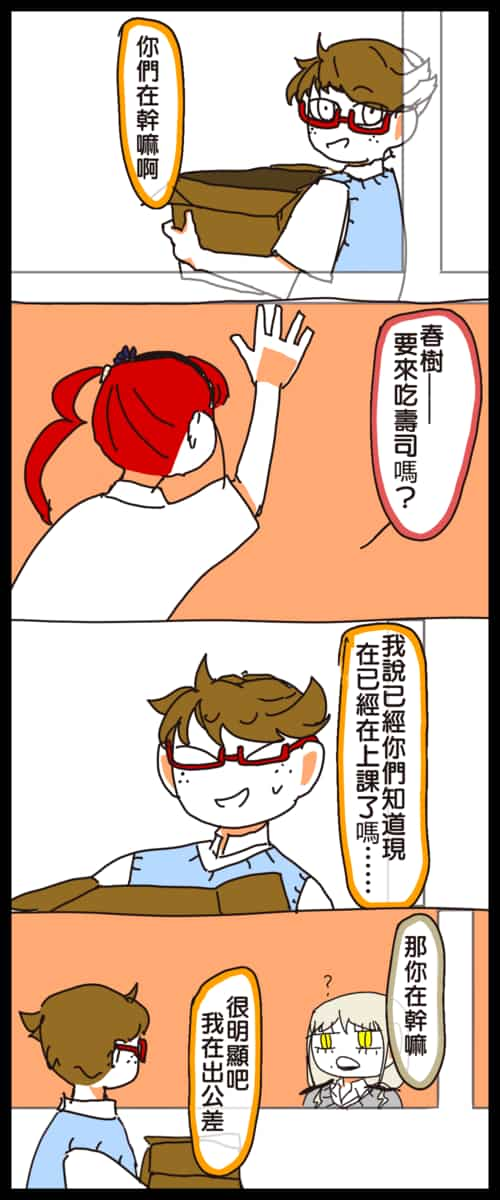 你們在幹嘛啊
春樹——
要來吃壽司嗎？
我說已經你們知道現
在已經在上課了嗎……
那你在幹嘛
?
很明顯吧
我在出公差